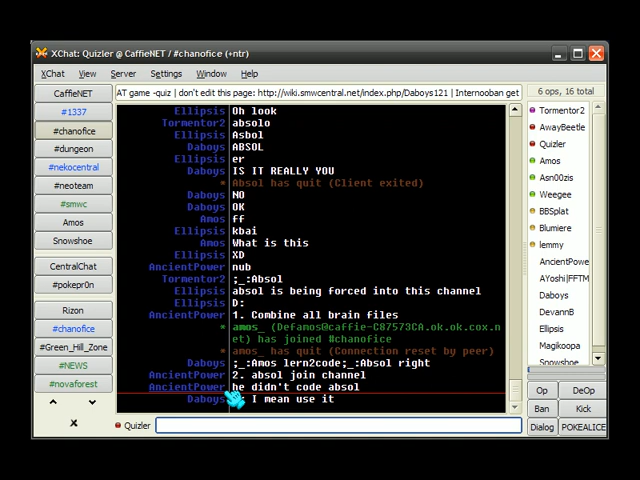 XChat: Quizler @ CaffieNET / #chanofice (+ntr)
XChat View Server Settings Window Help
CaffieNET
#1337
#chanofice
#dungeon
#nekocentral
#neoteam
#smwc
Amos
Snowshoe
CentralChat
#pokepr0n
Rizon
#chanofice
#Green_Hill_Zone
#NEWS
#novaforest
X
AT game -quiz | don't edit this page: http://wiki.smwcentral.net/index.php/Daboys121 | Internooban get
Ellipsis Oh look
Tormentor2 absolo
Ellipsis Asbol
Daboys ABSOL
Ellipsis er
Daboys IS IT REALLY YOU
* Absol has quit (Client exited)
Daboys NO
Daboys OK
Amos ff
Ellipsis kbai
Amos What is this
Ellipsis XD
AncientPower nub
Tormentor2 ;_;Absol
Ellipsis absol is being forced into this channel
Ellipsis D:
AncientPower 1. Combine all brain files
* amos_ (Defamos@caffie-C87573CA.ok.ok.cox.n
et) has joined #chanofice
* amos_ has quit (Connection reset by peer)
Daboys ;_;Amos lern2code;_;Absol right
AncientPower 2. absol join channel
AncientPower he didn't code absol
Daboys I mean use it
Quizler
6 ops, 16 total
Tormentor2
AwayBeetle
Quizler
Amos
Asn00zis
Weegee
BBSplat
Blumiere
lemmy
AncientPowe
AYoshi|FFTM
Daboys
DevannB
Ellipsis
Magikoopa
Snowshoe
Op DeOp
Ban Kick
Dialog POKEALICE